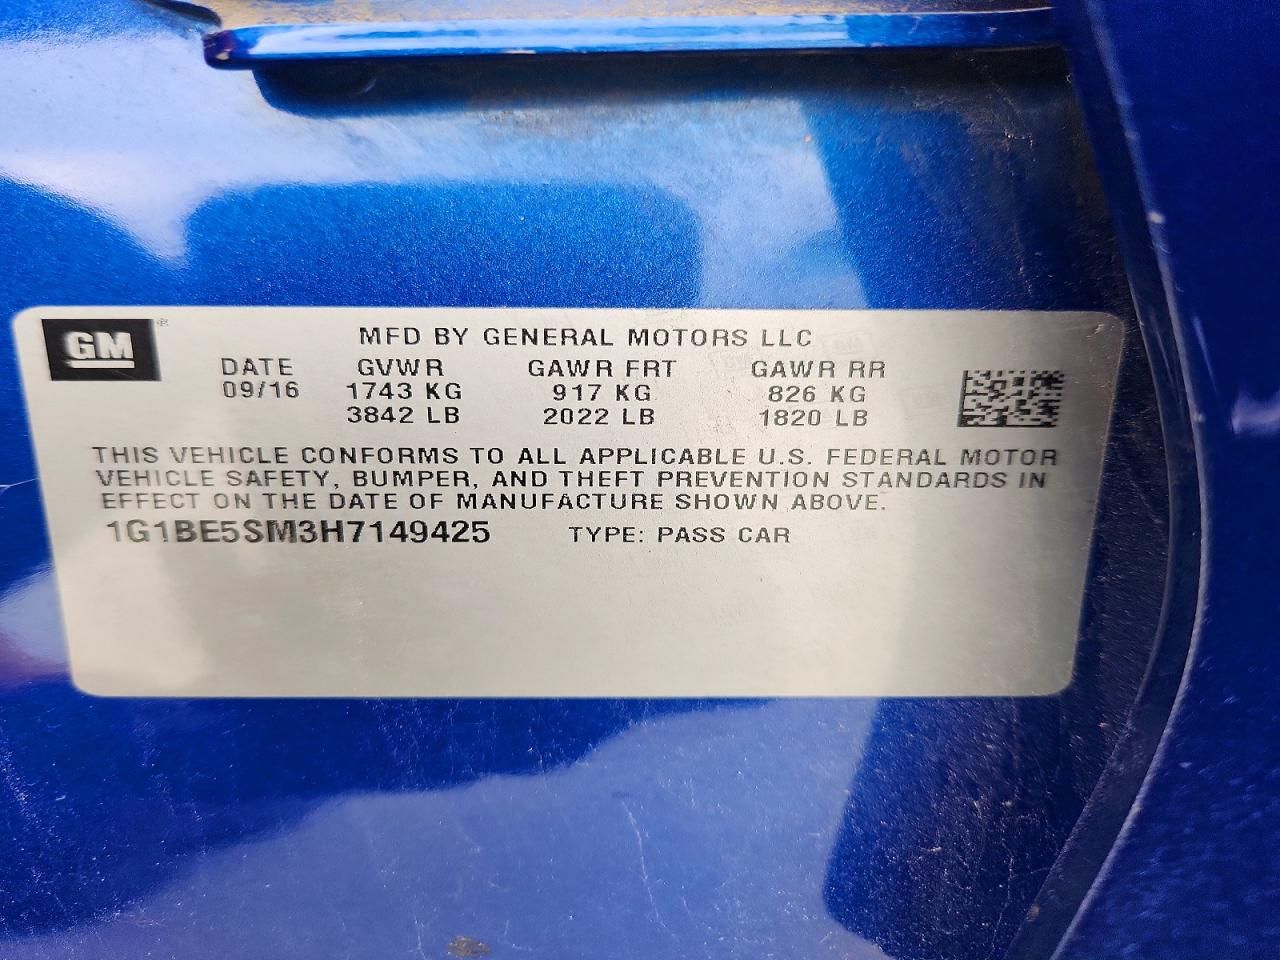 GM ® MFD BY GENERAL MOTORS LLC
DATE GVWR GAWR FRT GAWR RR
09/16 1743 KG 917 KG 826 KG
3842 LB 2022 LB 1820 LB
THIS VEHICLE CONFORMS TO ALL APPLICABLE U.S. FEDERAL MOTOR
VEHICLE SAFETY, BUMPER, AND THEFT PREVENTION STANDARDS IN
EFFECT ON THE DATE OF MANUFACTURE SHOWN ABOVE.
1G1BE5SM3H7149425 TYPE: PASS CAR